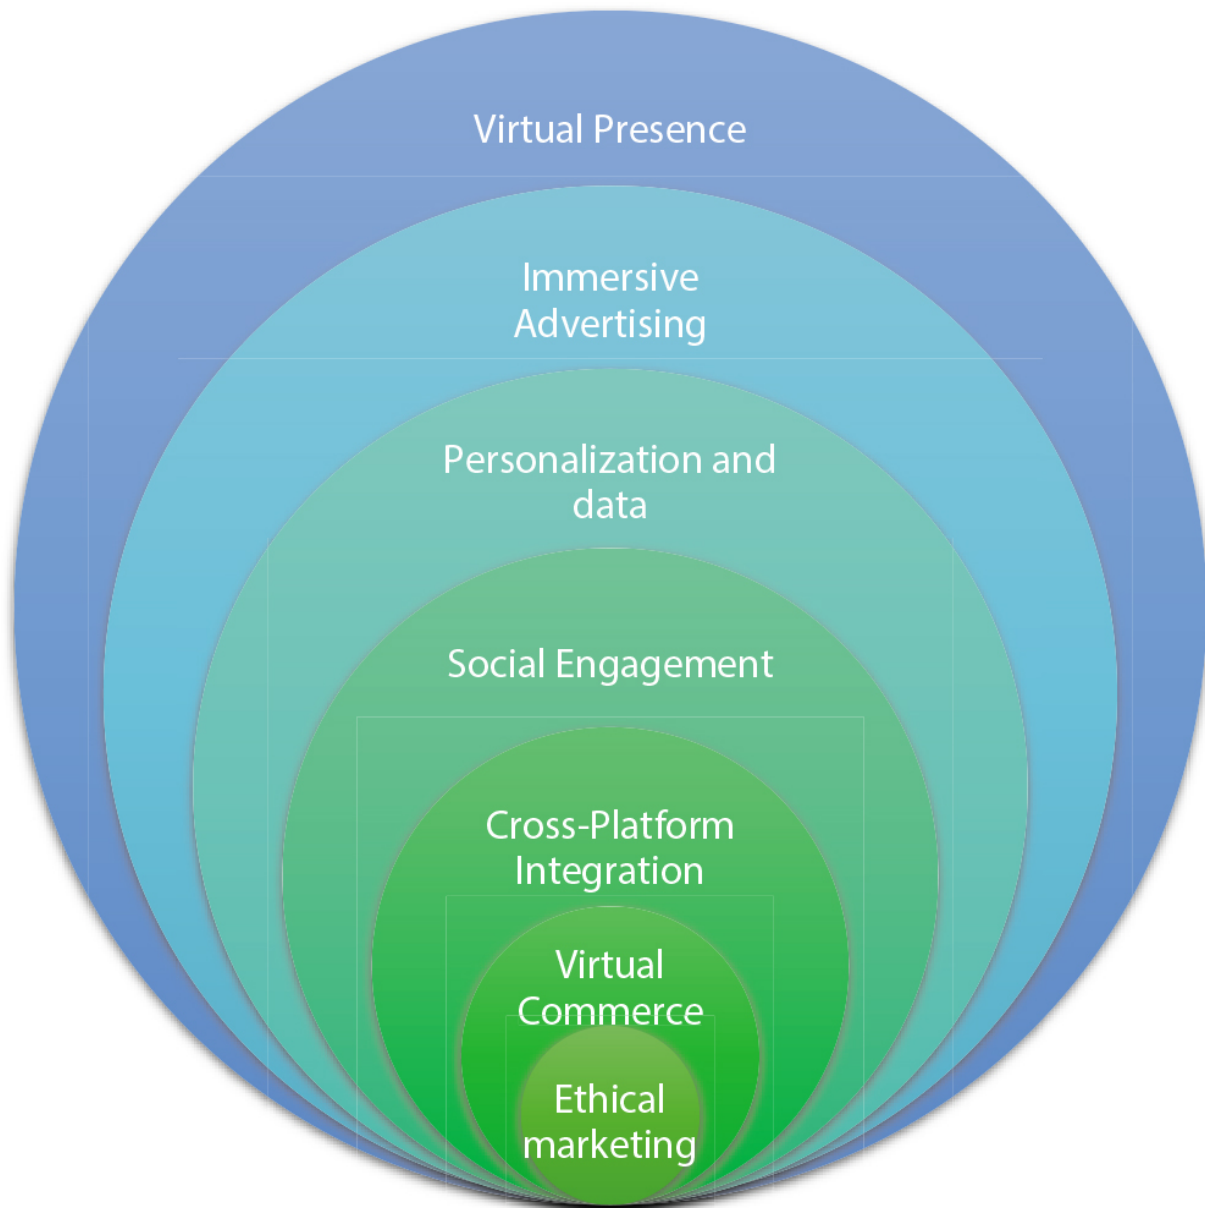 Virtual Presence
Immersive
Advertising
Personalization and
data
Social Engagement
Cross-Platform
Integration
Virtual
Commerce
Ethical
marketing